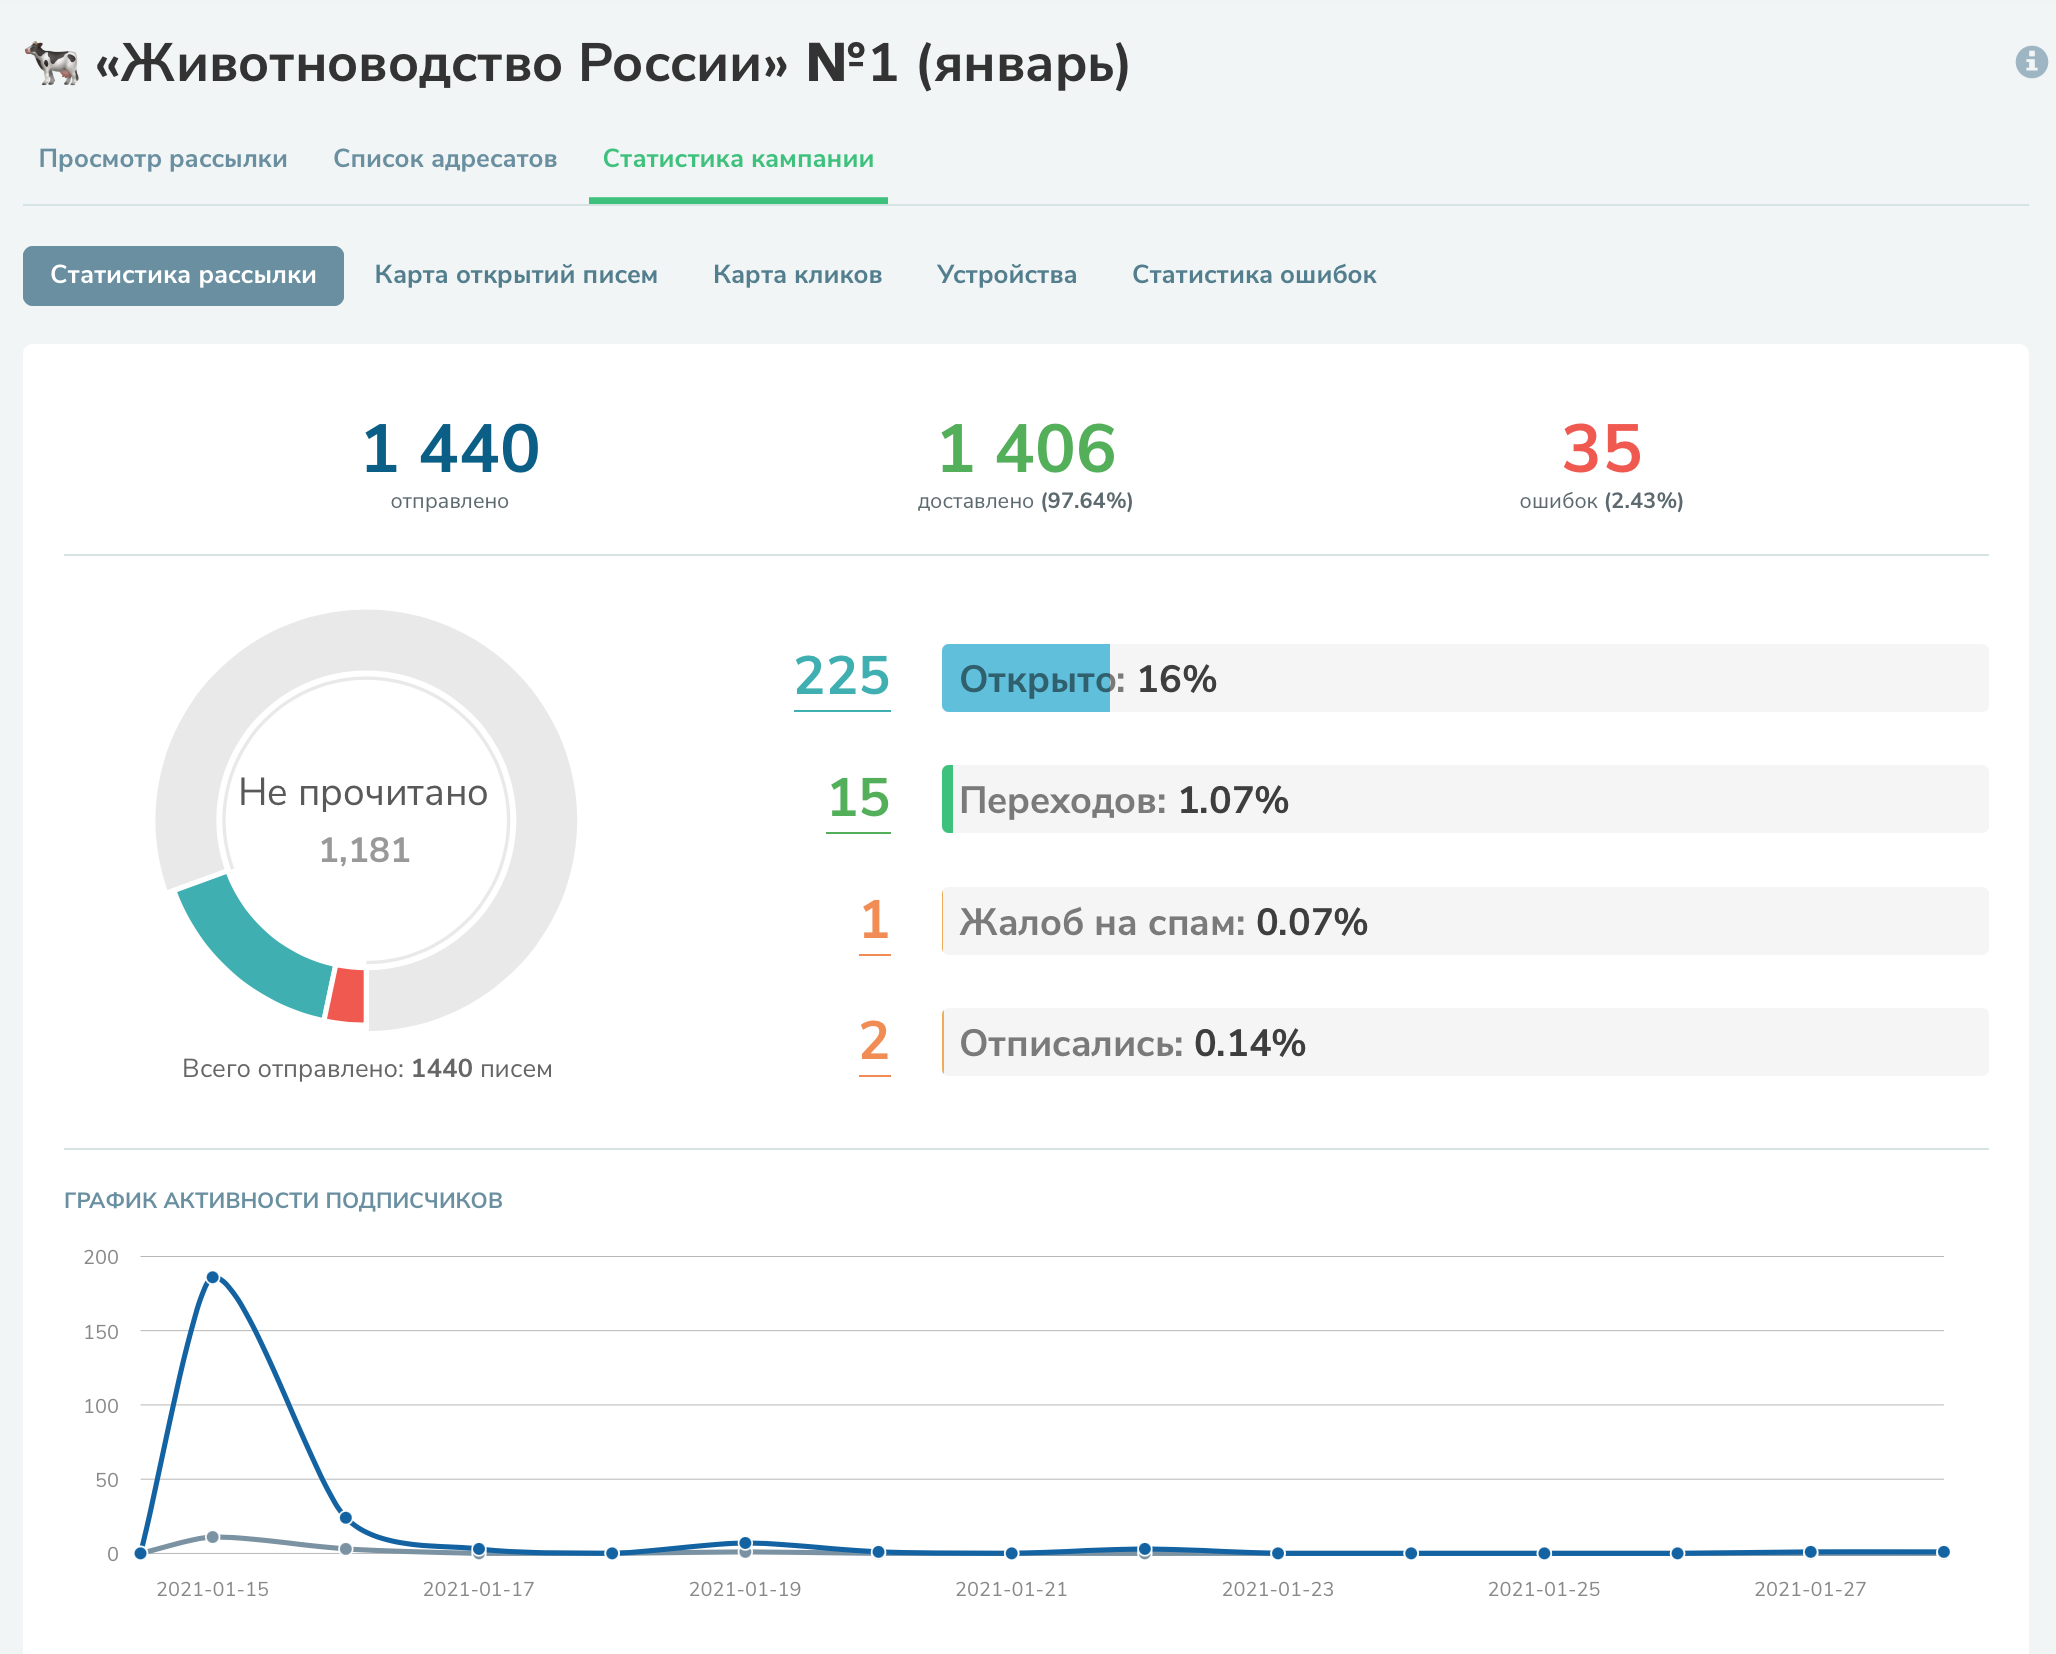 «Животноводство России» №1 (январь)
Просмотр рассылки Список адресатов Статистика кампании
Статистика рассылки Карта открытий писем Карта кликов Устройства Статистика ошибок
1 440 1 406 35
отправлено доставлено (97.64%) ошибок (2.43%)
225 Открыто: 16%
15 Переходов: 1.07%
Не прочитано
1,181
1 Жалоб на спам: 0.07%
2 Отписались: 0.14%
Всего отправлено: 1440 писем
ГРАФИК АКТИВНОСТИ ПОДПИСЧИКОВ
200
150
100
50
0
2021-01-15 2021-01-17 2021-01-19 2021-01-21 2021-01-23 2021-01-25 2021-01-27